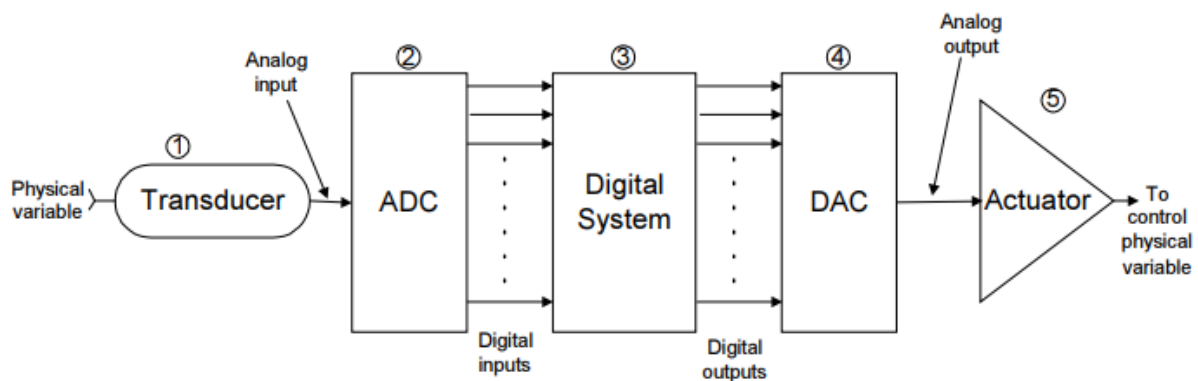 Physical
variable
①
Transducer
Analog
input
②
ADC
Digital
inputs
③
Digital
System
Digital
outputs
④
DAC
Analog
output
⑤
Actuator
To
control
physical
variable